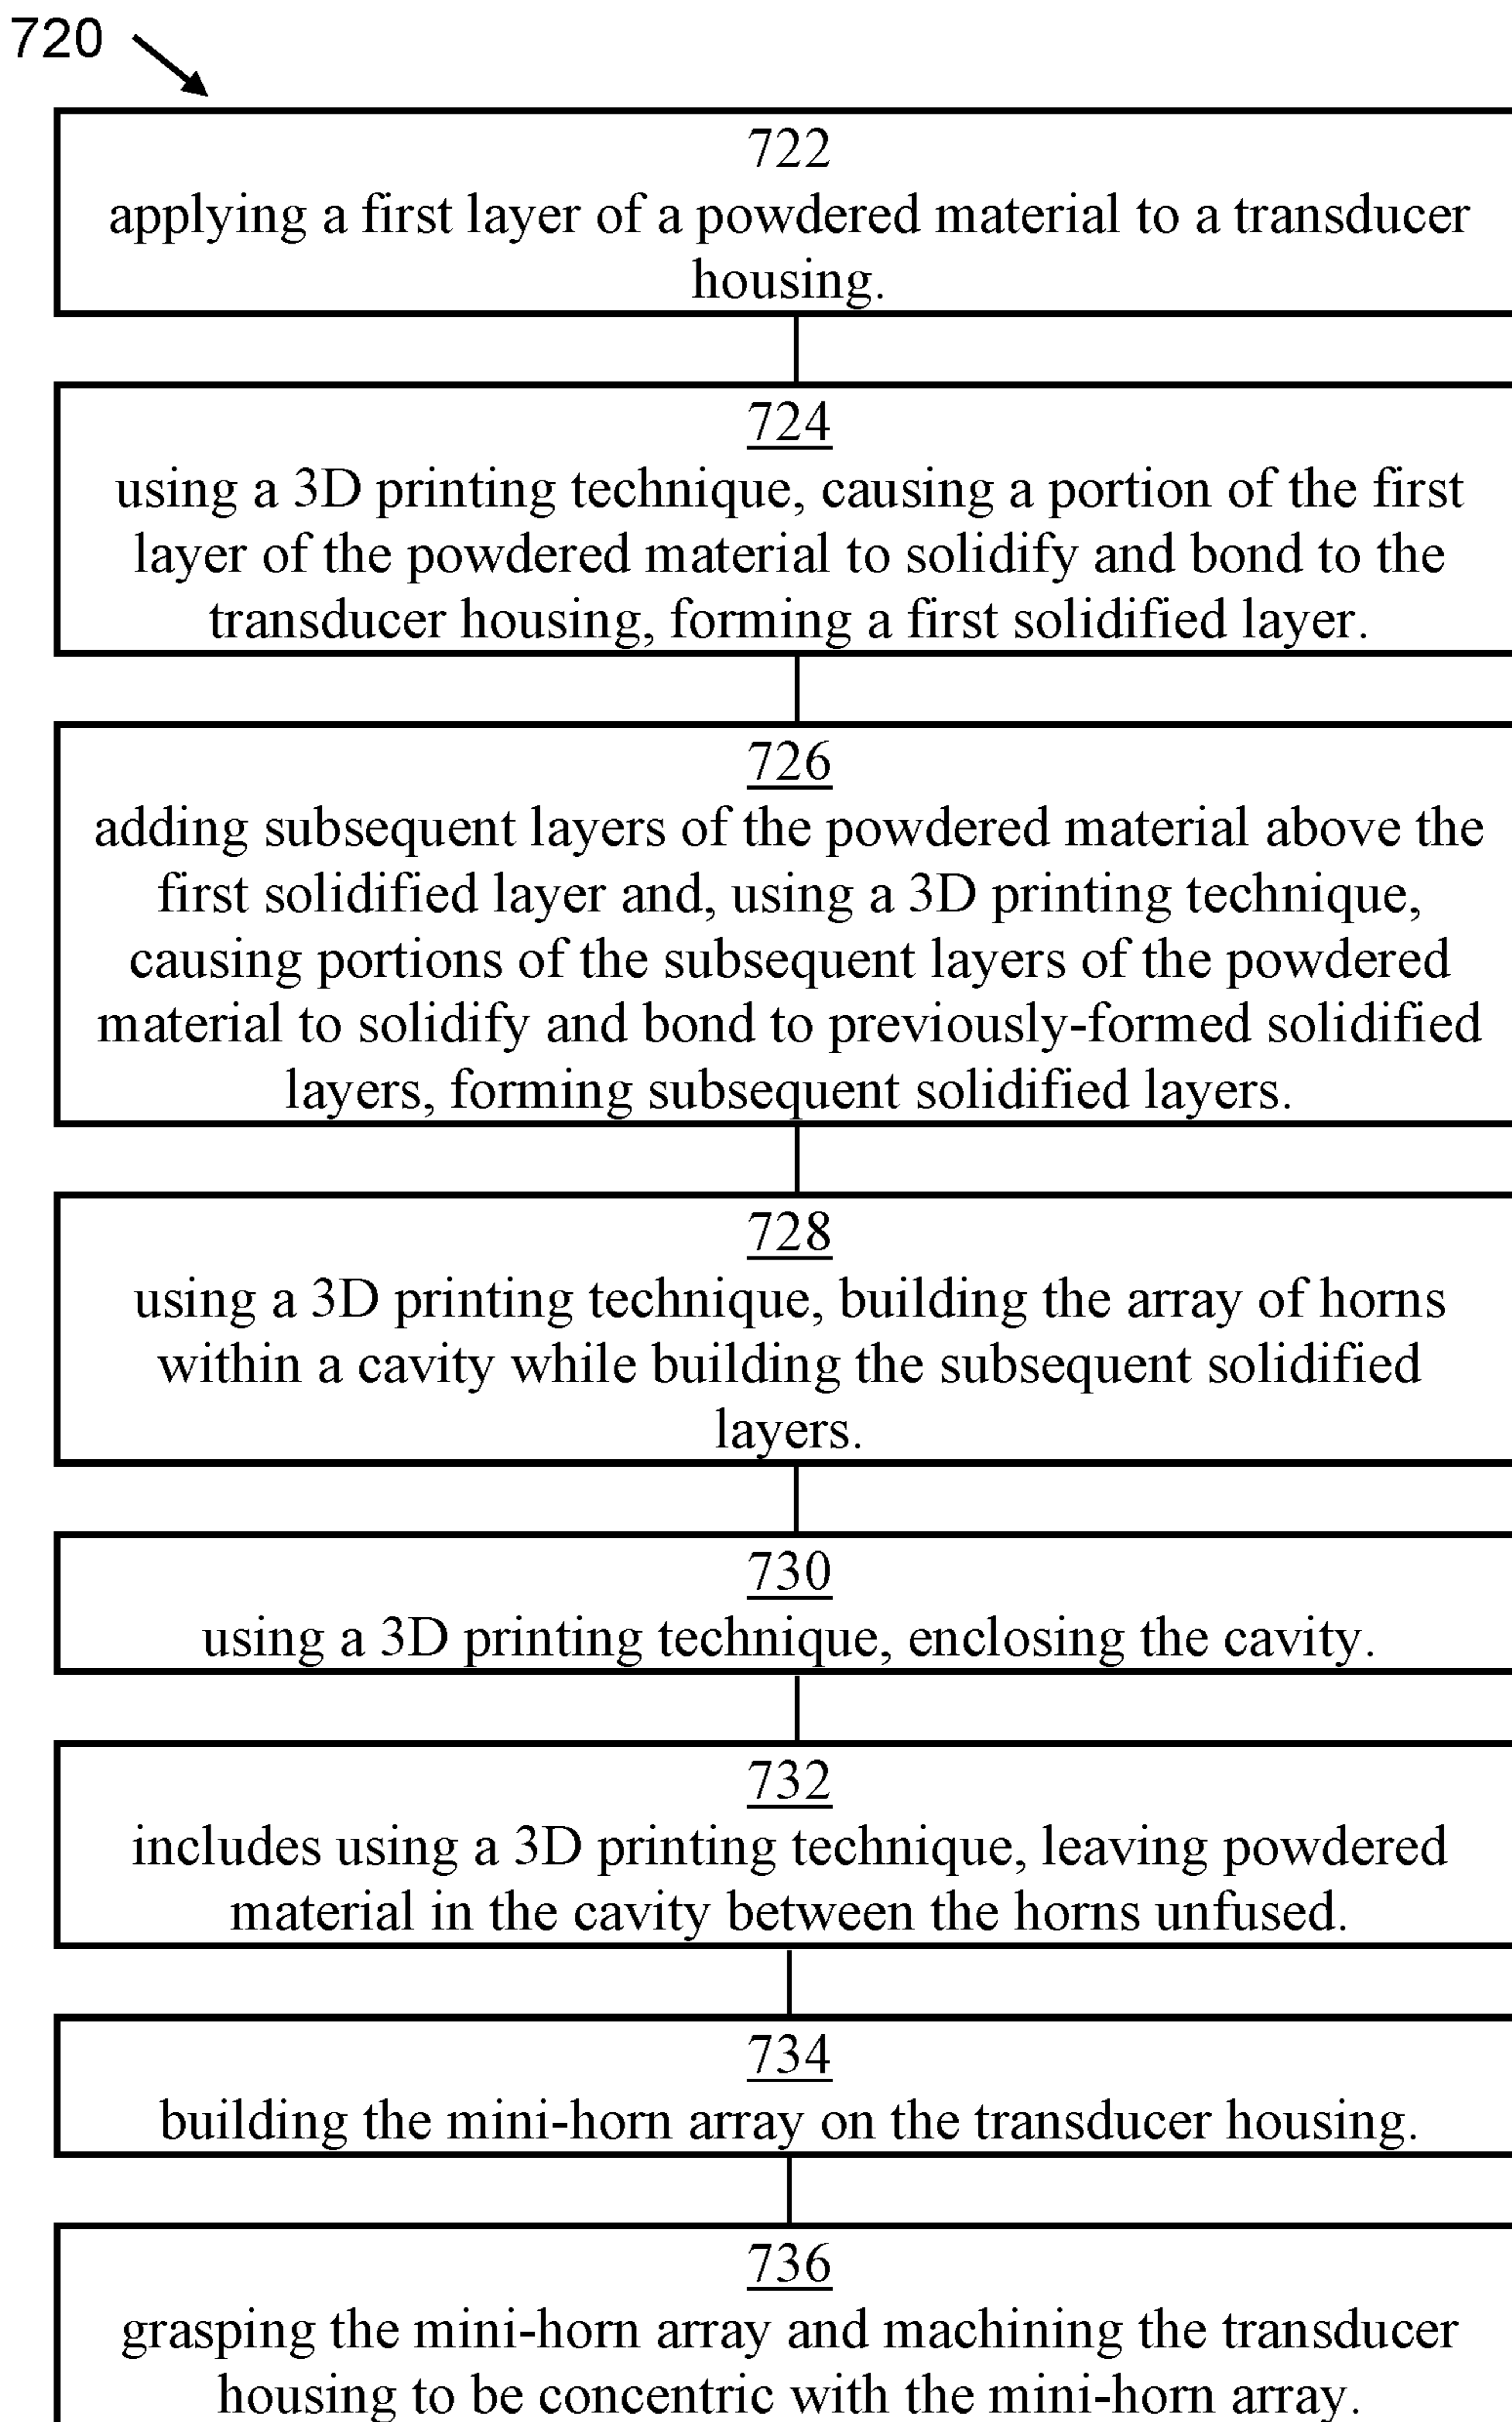 720
722
applying a first layer of a powdered material to a transducer
housing.
724
using a 3D printing technique, causing a portion of the first
layer of the powdered material to solidify and bond to the
transducer housing, forming a first solidified layer.
726
adding subsequent layers of the powdered material above the
first solidified layer and, using a 3D printing technique,
causing portions of the subsequent layers of the powdered
material to solidify and bond to previously-formed solidified
layers, forming subsequent solidified layers.
728
using a 3D printing technique, building the array of horns
within a cavity while building the subsequent solidified
layers.
730
using a 3D printing technique, enclosing the cavity.
732
includes using a 3D printing technique, leaving powdered
material in the cavity between the horns unfused.
734
building the mini-horn array on the transducer housing.
736
grasping the mini-horn array and machining the transducer
housing to be concentric with the mini-horn array.